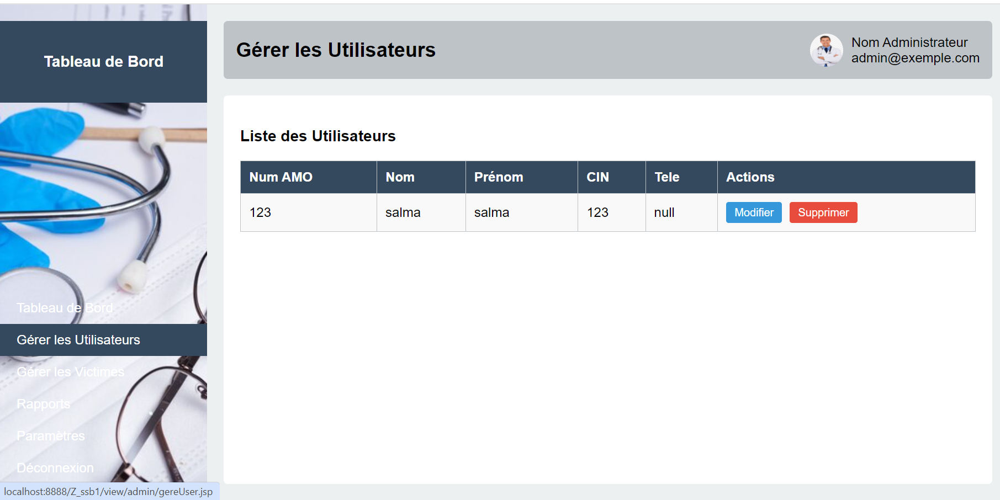 Tableau de Bord
Tableau de Bord
Gérer les Utilisateurs
Gérer les Victimes
Rapports
Paramètres
Déconnexion
localhost:8888/Z_ssb1/view/admin/gereUser.jsp
Gérer les Utilisateurs
Nom Administrateur
admin@exemple.com
Liste des Utilisateurs
Num AMO Nom Prénom CIN Tele Actions
123 salma salma 123 null Modifier Supprimer